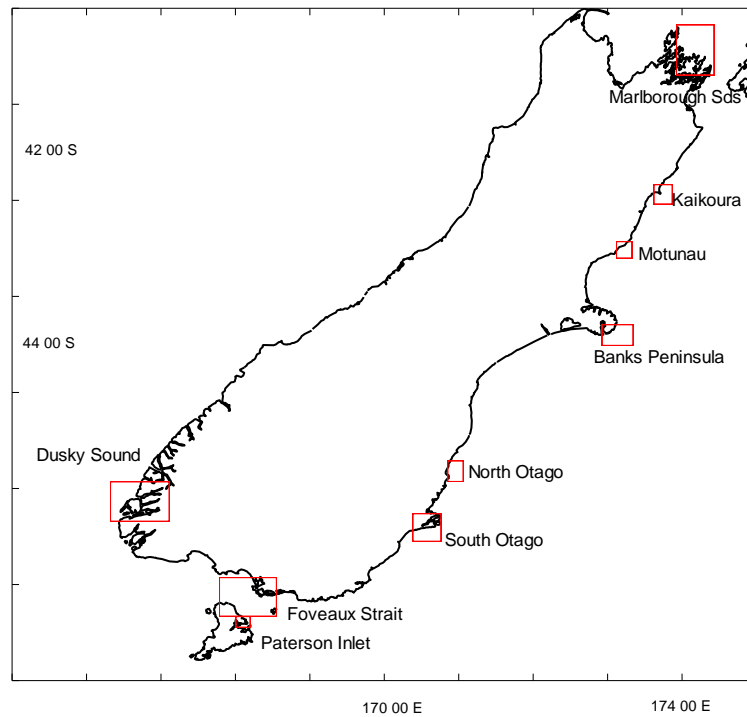 Marlborough Sds
42 00 S
Kaikoura
Motunau
44 00 S
Banks Peninsula
Dusky Sound
North Otago
South Otago
Foveaux Strait
Paterson Inlet
170 00 E
174 00 E